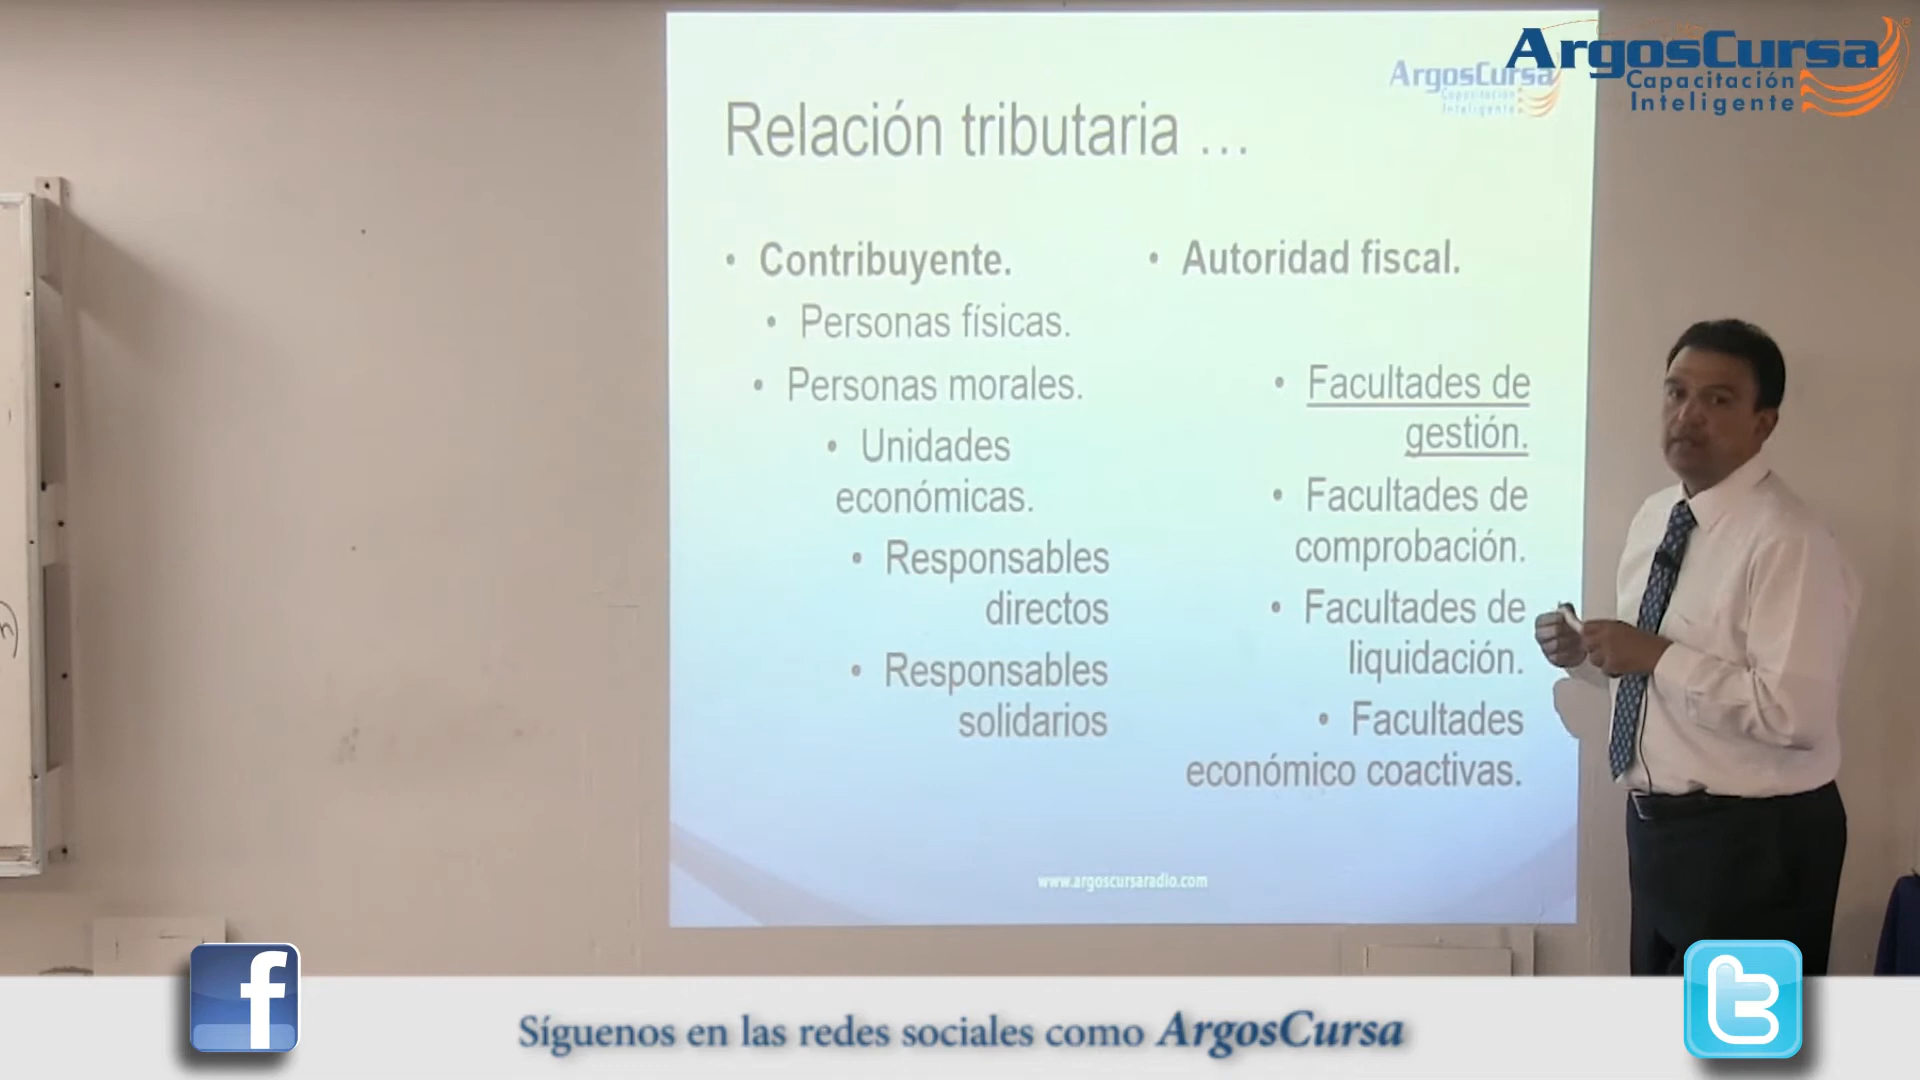 ArgosCursa
Capacitación
Inteligente
ArgosCursa
Capacitación
Inteligente
Relación tributaria …
• Contribuyente.
• Personas físicas.
• Personas morales.
• Unidades
económicas.
• Responsables
directos
• Responsables
solidarios
• Autoridad fiscal.
• Facultades de
gestión.
• Facultades de
comprobación.
• Facultades de
liquidación.
• Facultades
económico coactivas.
www.argoscursaradio.com
Síguenos en las redes sociales como ArgosCursa